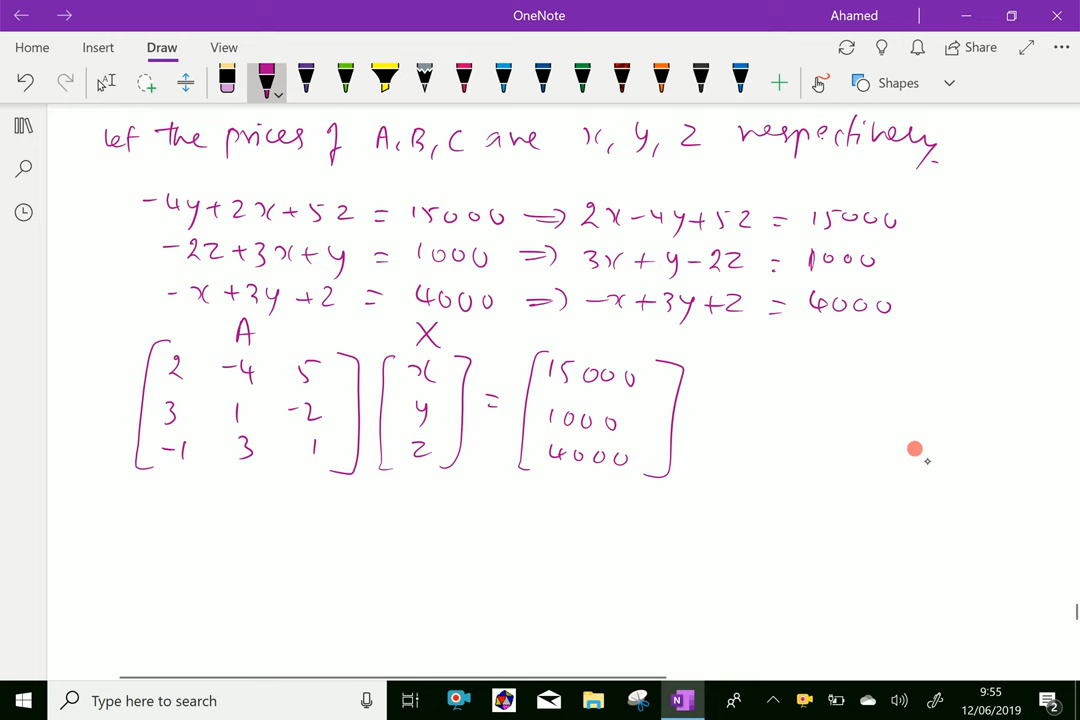 OneNote
Ahamed
Home Insert Draw View
Share
Shapes
Let the prices of A, B, C are x, y, z respectively.
-4y+2x+5z = 15000 ⇒ 2x-4y+5z = 15000
-2z+3x+y = 1000 ⇒ 3x+y-2z = 1000
-x+3y+z = 4000 ⇒ -x+3y+z = 4000
A X
2 -4 5 x = 15000
3 1 -2 y 1000
-1 3 1 z 4000
Type here to search
9:55
12/06/2019
2